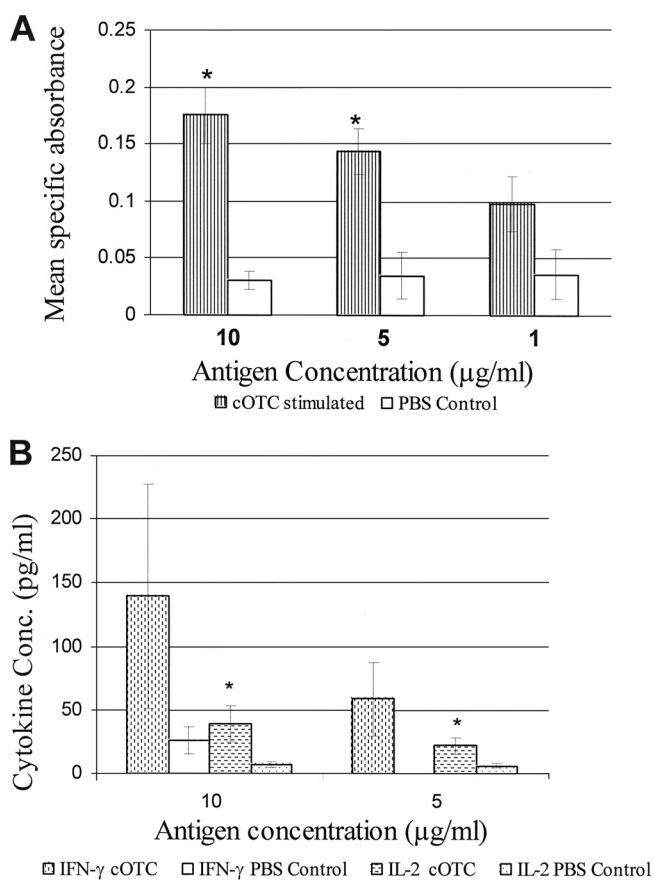 A
Mean specific absorbance
0.25
0.2
0.15
0.1
0.05
0
*
*
10 5 1
Antigen Concentration (μg/ml)
cOTC stimulated PBS Control
B
Cytokine Conc. (pg/ml)
250
200
150
100
50
0
*
*
10 5
Antigen concentration (μg/ml)
IFN-γ cOTC IFN-γ PBS Control IL-2 cOTC IL-2 PBS Control